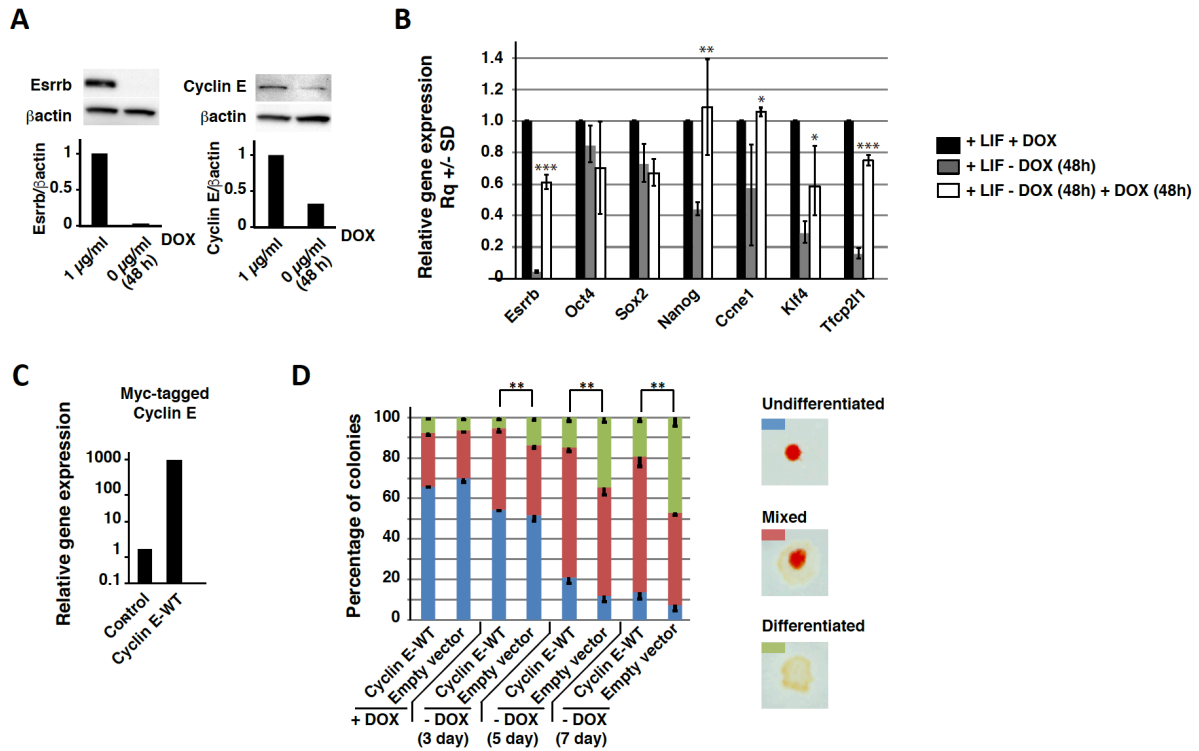 A
Esrrb
βactin
Esrrb/βactin
1
0.5
0
1 µg/ml
0 µg/ml
(48 h)
DOX
Cyclin E
βactin
Cyclin E/βactin
1
0.5
0
1 µg/ml
0 µg/ml
(48 h)
DOX
B
Relative gene expression
Rq +/- SD
1.4
1.2
1.0
0.8
0.6
0.4
0.2
0
***
**
*
*
***
Esrrb
Oct4
Sox2
Nanog
Ccne1
Klf4
Tfcp2l1
+ LIF + DOX
+ LIF - DOX (48h)
+ LIF - DOX (48h) + DOX (48h)
C
Myc-tagged
Cyclin E
Relative gene expression
1000
100
10
1
0.1
Control
Cyclin E-WT
D
Percentage of colonies
100
80
60
40
20
0
**
**
**
Cyclin E-WT
Empty vector
Cyclin E-WT
Empty vector
Cyclin E-WT
Empty vector
Cyclin E-WT
Empty vector
+ DOX
- DOX
(3 day)
- DOX
(5 day)
- DOX
(7 day)
Undifferentiated
Mixed
Differentiated